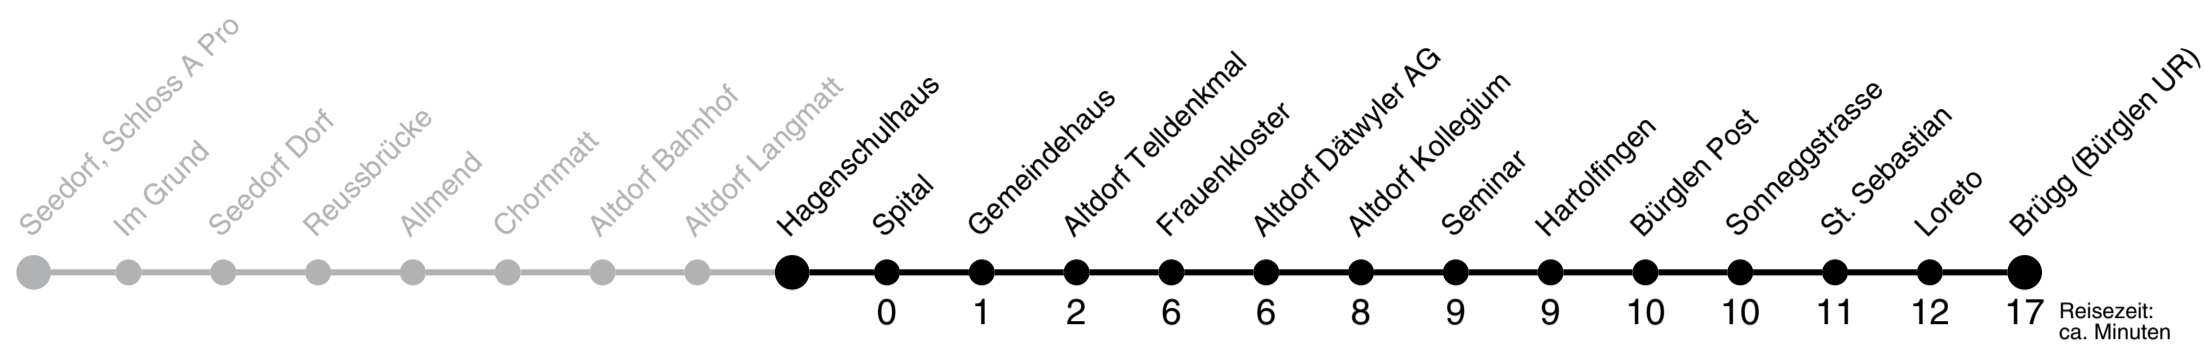 Seedorf, Schloss A Pro
Im Grund
Seedorf Dorf
Reussbrücke
Allmend
Chornmatt
Altdorf Bahnhof
Altdorf Langmatt
Hagenschulhaus
Spital
Gemeindehaus
Altdorf Telldenkmal
Frauenkloster
Altdorf Dätwyler AG
Altdorf Kollegium
Seminar
Hartolfingen
Bürglen Post
Sonneggstrasse
St. Sebastian
Loreto
Brügg (Bürglen UR)
0 1 2 6 6 8 9 9 10 10 11 12 17
Reisezeit:
ca. Minuten